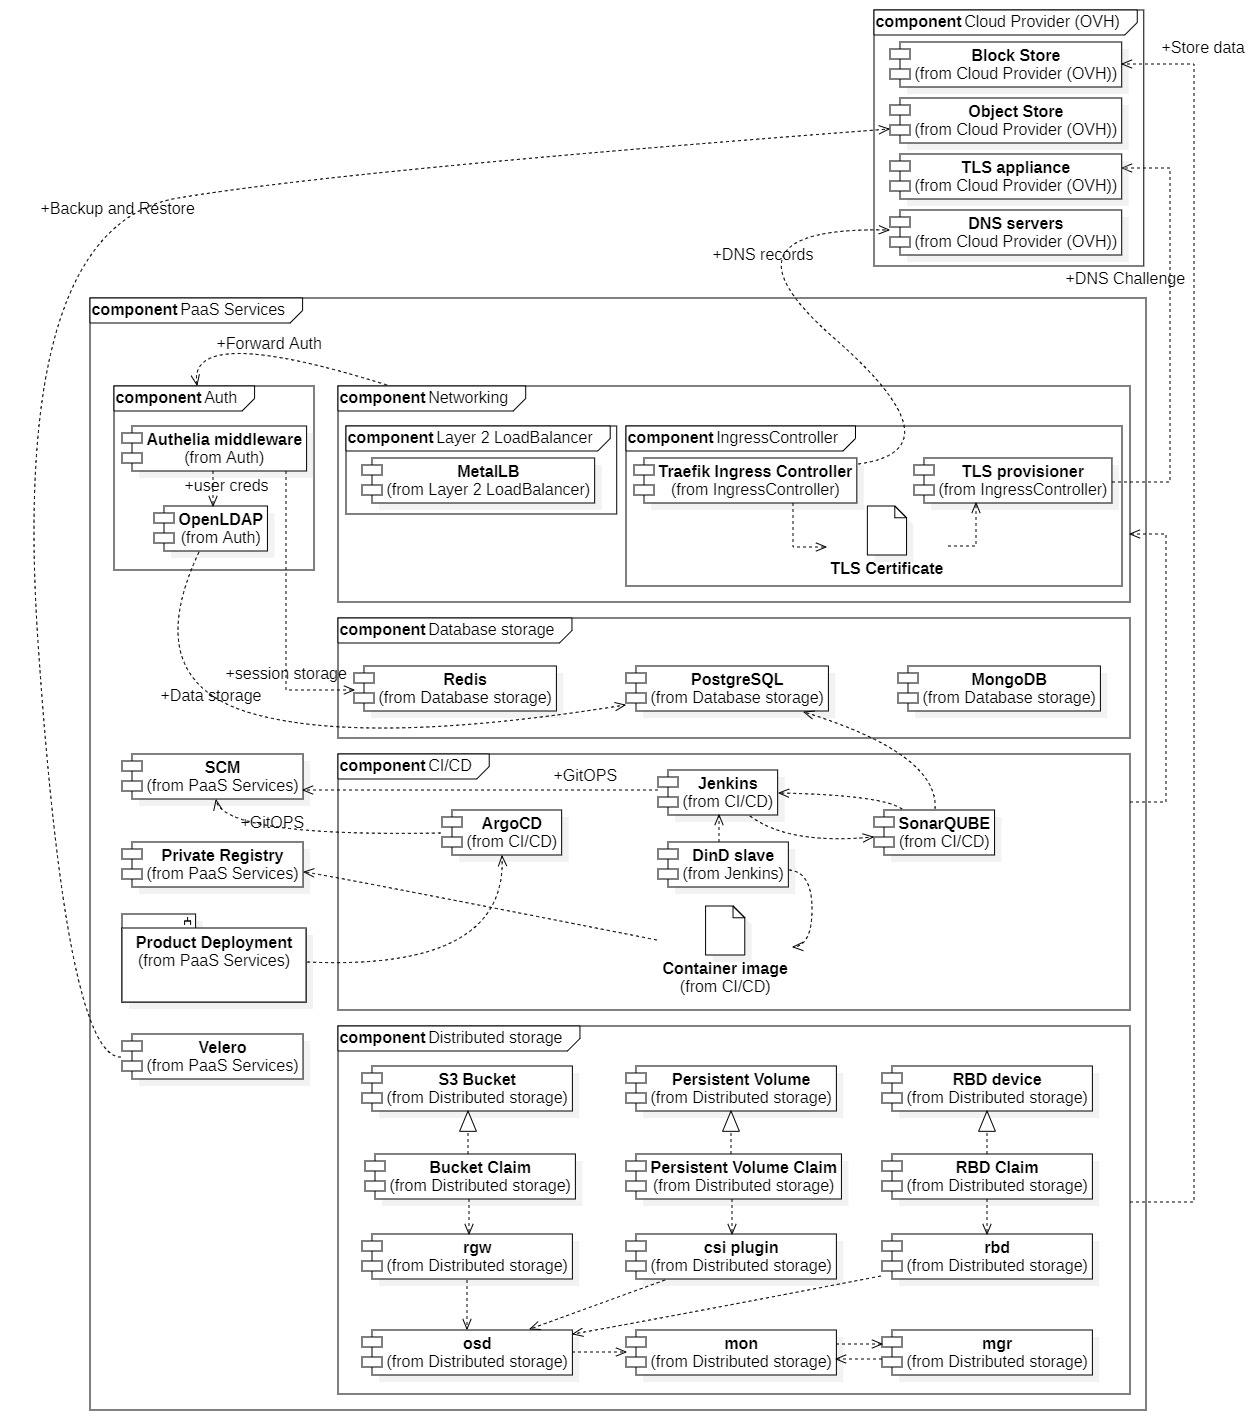 component Cloud Provider (OVH)
Block Store
(from Cloud Provider (OVH))
+Store data
Object Store
(from Cloud Provider (OVH))
TLS appliance
(from Cloud Provider (OVH))
+Backup and Restore
DNS servers
(from Cloud Provider (OVH))
+DNS records
+DNS Challenge
component PaaS Services
+Forward Auth
component Auth
Authelia middleware
(from Auth)
+user creds
OpenLDAP
(from Auth)
component Networking
component Layer 2 LoadBalancer
MetalLB
(from Layer 2 LoadBalancer)
component IngressController
Traefik Ingress Controller
(from IngressController)
TLS provisioner
(from IngressController)
TLS Certificate
component Database storage
+session storage
+Data storage
Redis
(from Database storage)
PostgreSQL
(from Database storage)
MongoDB
(from Database storage)
SCM
(from PaaS Services)
component CI/CD
+GitOPS
Jenkins
(from CI/CD)
+GitOPS
ArgoCD
(from CI/CD)
SonarQUBE
(from CI/CD)
Private Registry
(from PaaS Services)
DinD slave
(from Jenkins)
Product Deployment
(from PaaS Services)
Container image
(from CI/CD)
Velero
(from PaaS Services)
component Distributed storage
S3 Bucket
(from Distributed storage)
Persistent Volume
(from Distributed storage)
RBD device
(from Distributed storage)
Bucket Claim
(from Distributed storage)
Persistent Volume Claim
(from Distributed storage)
RBD Claim
(from Distributed storage)
rgw
(from Distributed storage)
csi plugin
(from Distributed storage)
rbd
(from Distributed storage)
osd
(from Distributed storage)
mon
(from Distributed storage)
mgr
(from Distributed storage)